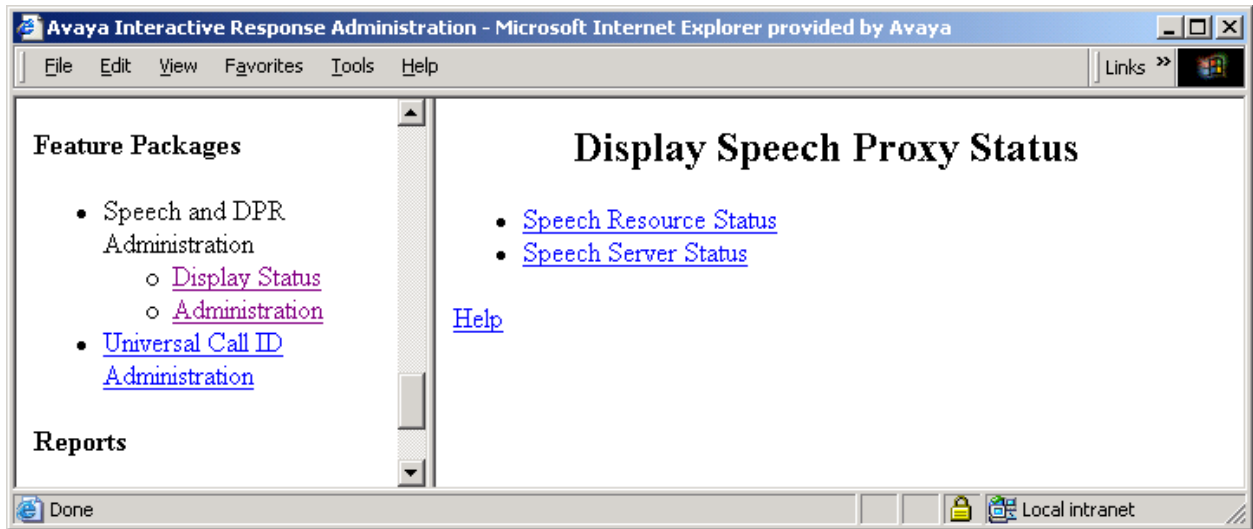 Avaya Interactive Response Administration - Microsoft Internet Explorer provided by Avaya
File Edit View Favorites Tools Help
Links »
Feature Packages
• Speech and DPR
Administration
○ Display Status
○ Administration
• Universal Call ID
Administration
Reports
Display Speech Proxy Status
• Speech Resource Status
• Speech Server Status
Help
Done
Local intranet